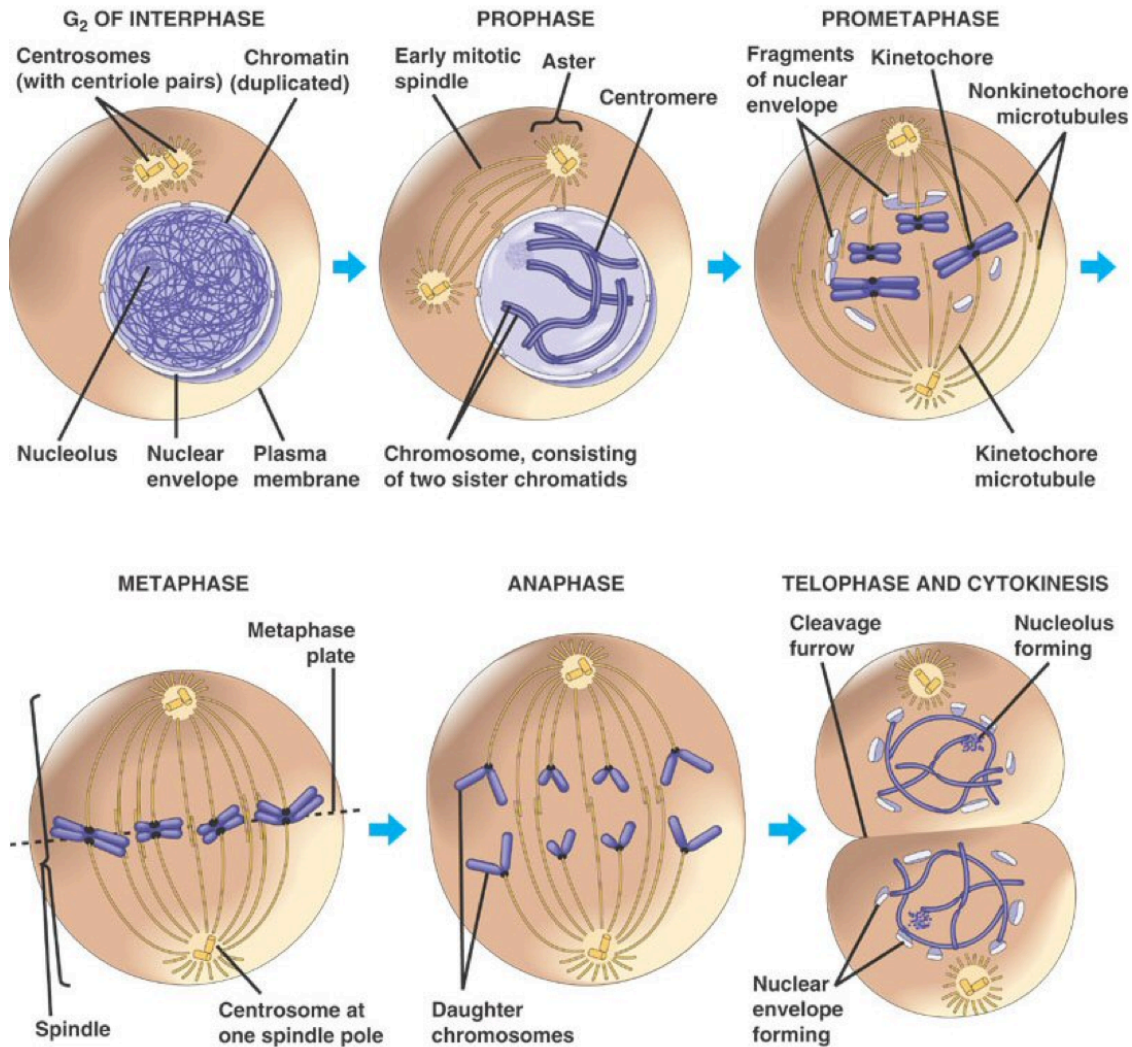 G₂ OF INTERPHASE
Centrosomes
(with centriole pairs)
Chromatin
(duplicated)
Nucleolus
Nuclear
envelope
Plasma
membrane
PROPHASE
Early mitotic
spindle
Aster
Centromere
Chromosome, consisting
of two sister chromatids
PROMETAPHASE
Fragments
of nuclear
envelope
Kinetochore
Nonkinetochore
microtubules
Kinetochore
microtubule
METAPHASE
Metaphase
plate
Spindle
Centrosome at
one spindle pole
ANAPHASE
Daughter
chromosomes
TELOPHASE AND CYTOKINESIS
Cleavage
furrow
Nucleolus
forming
Nuclear
envelope
forming